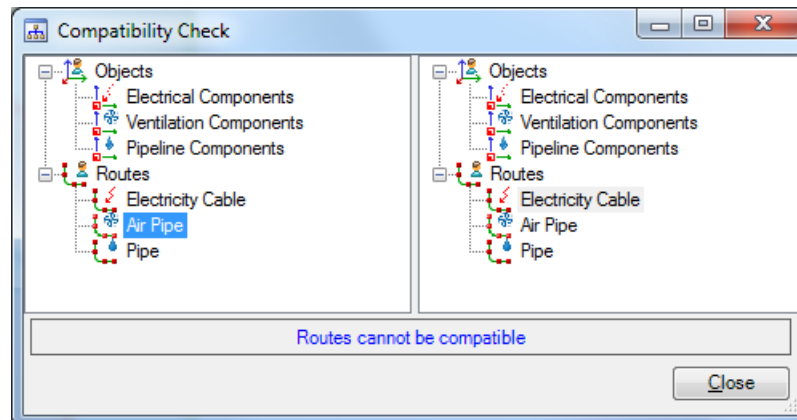 Compatibility Check
Objects
Electrical Components
Ventilation Components
Pipeline Components
Routes
Electricity Cable
Air Pipe
Pipe
Objects
Electrical Components
Ventilation Components
Pipeline Components
Routes
Electricity Cable
Air Pipe
Pipe
Routes cannot be compatible
Close